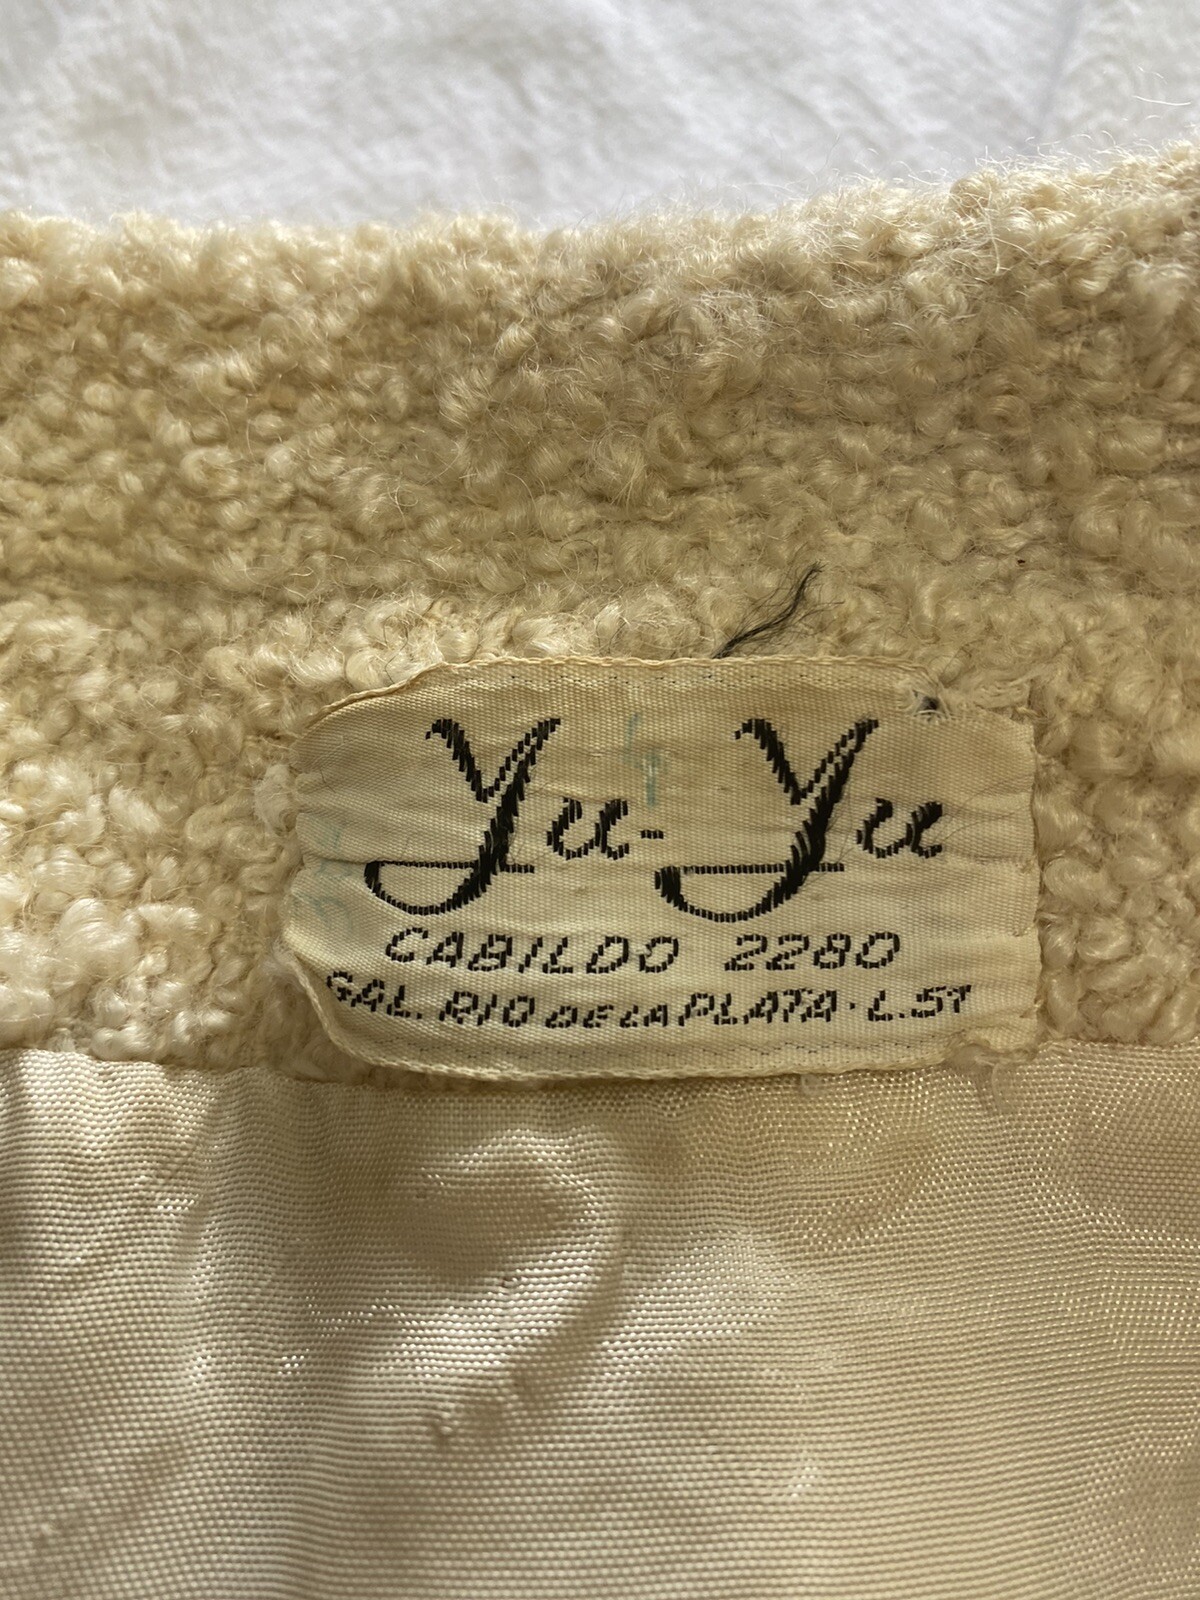 Yu-Yu
CABILDO 2280
GAL. RIO DE LA PLATA · L.57